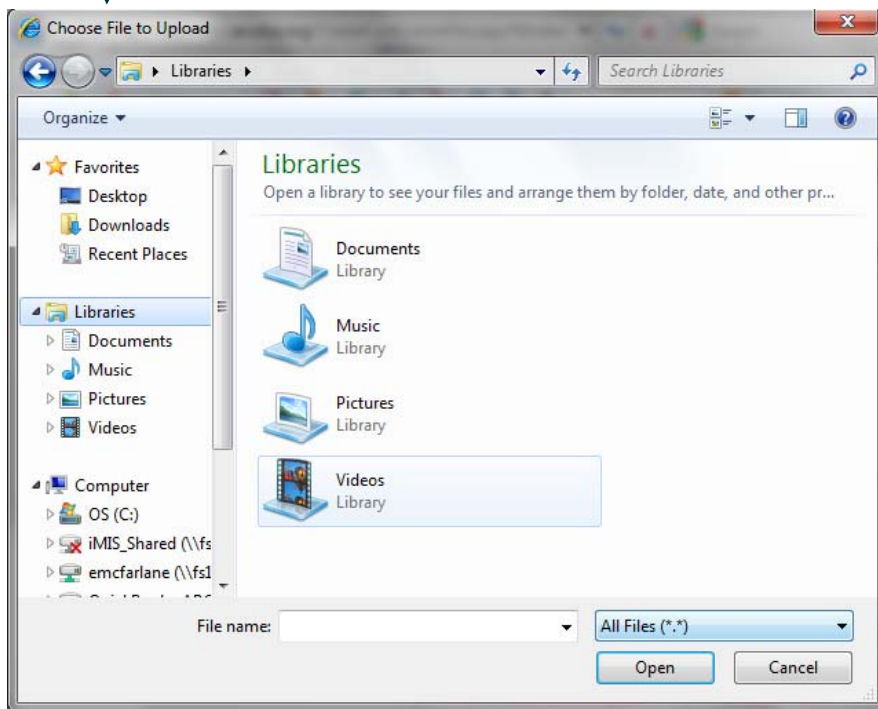 Choose File to Upload
Libraries
Search Libraries
Organize
Favorites
Desktop
Downloads
Recent Places
Libraries
Documents
Music
Pictures
Videos
Computer
OS (C:)
iMIS_Shared (\\fs
emcfarlane (\\fs1
Libraries
Open a library to see your files and arrange them by folder, date, and other pr...
Documents
Library
Music
Library
Pictures
Library
Videos
Library
File name:
All Files (*.*)
Open
Cancel